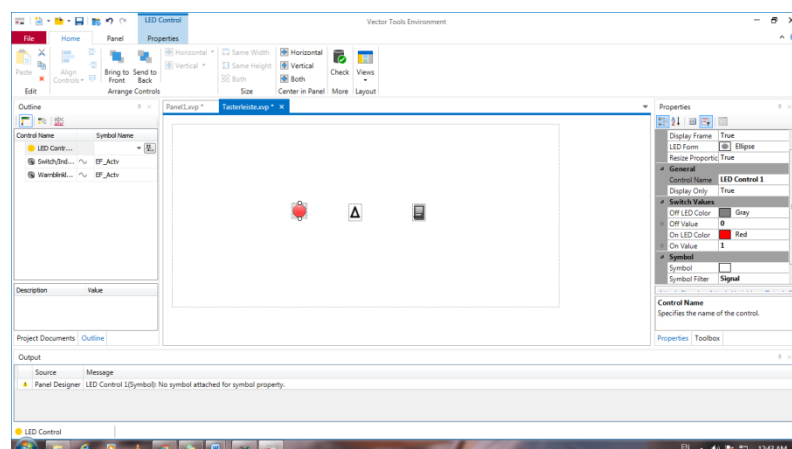 LED Control
Vector Tools Environment
File
Home
Panel
Properties
Paste
Align
Controls
Bring to
Front
Send to
Back
Horizontal
Vertical
Same Width
Same Height
Both
Horizontal
Vertical
Both
Check
Views
Edit
Arrange Controls
Size
Center in Panel
More
Layout
Outline
Panel1.xvp *
Tasterleiste.xvp *
Properties
abc
Control Name
Symbol Name
LED Contr...
Switch/Ind...
EF_Actv
Warnblinkl...
EF_Actv
Description
Value
Project Documents
Outline
Δ
Display Frame
True
LED Form
Ellipse
Resize Proportic
True
General
Control Name
LED Control 1
Display Only
True
Switch Values
Off LED Color
Gray
Off Value
0
On LED Color
Red
On Value
1
Symbol
Symbol
Symbol Filter
Signal
Control Name
Specifies the name of the control.
Properties
Toolbox
Output
Source
Message
Panel Designer
LED Control 1(Symbol): No symbol attached for symbol property.
LED Control
EN
12:43 AM